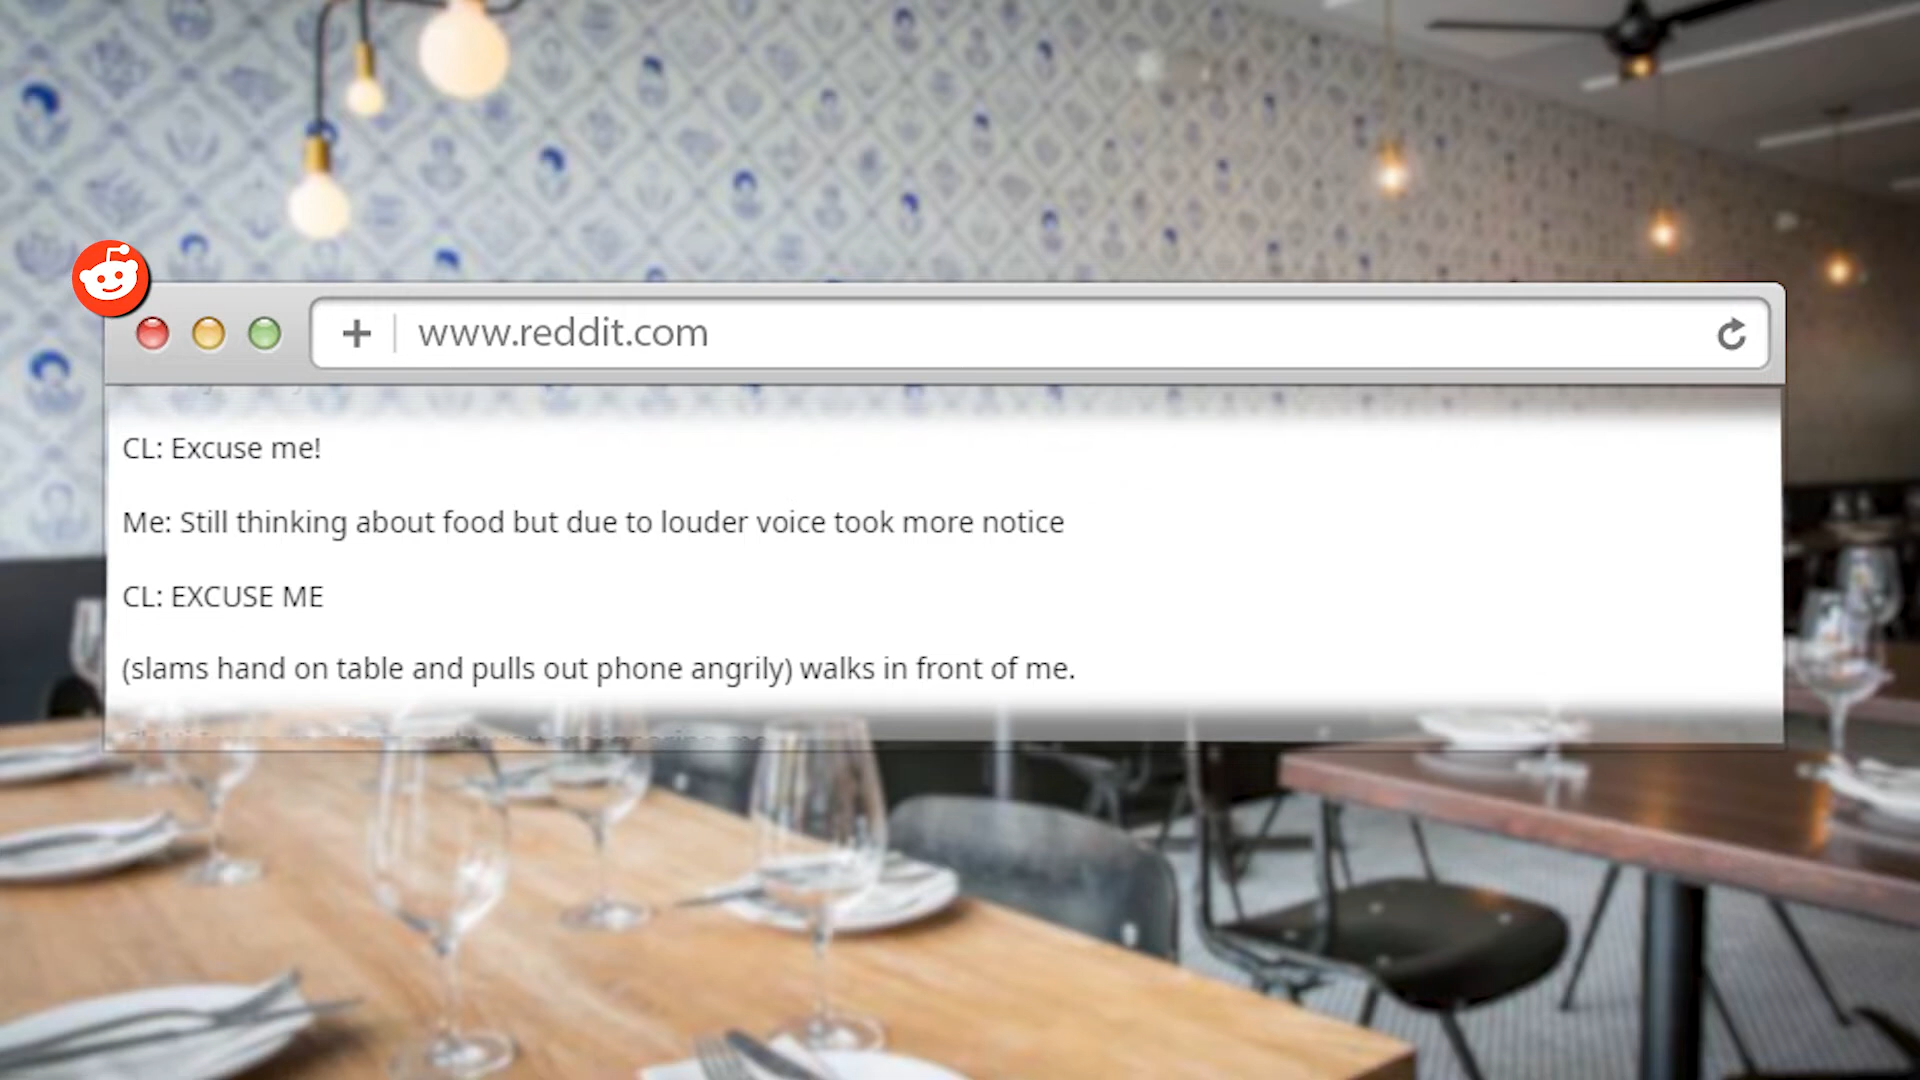 www.reddit.com
CL: Excuse me!
Me: Still thinking about food but due to louder voice took more notice
CL: EXCUSE ME
(slams hand on table and pulls out phone angrily) walks in front of me.